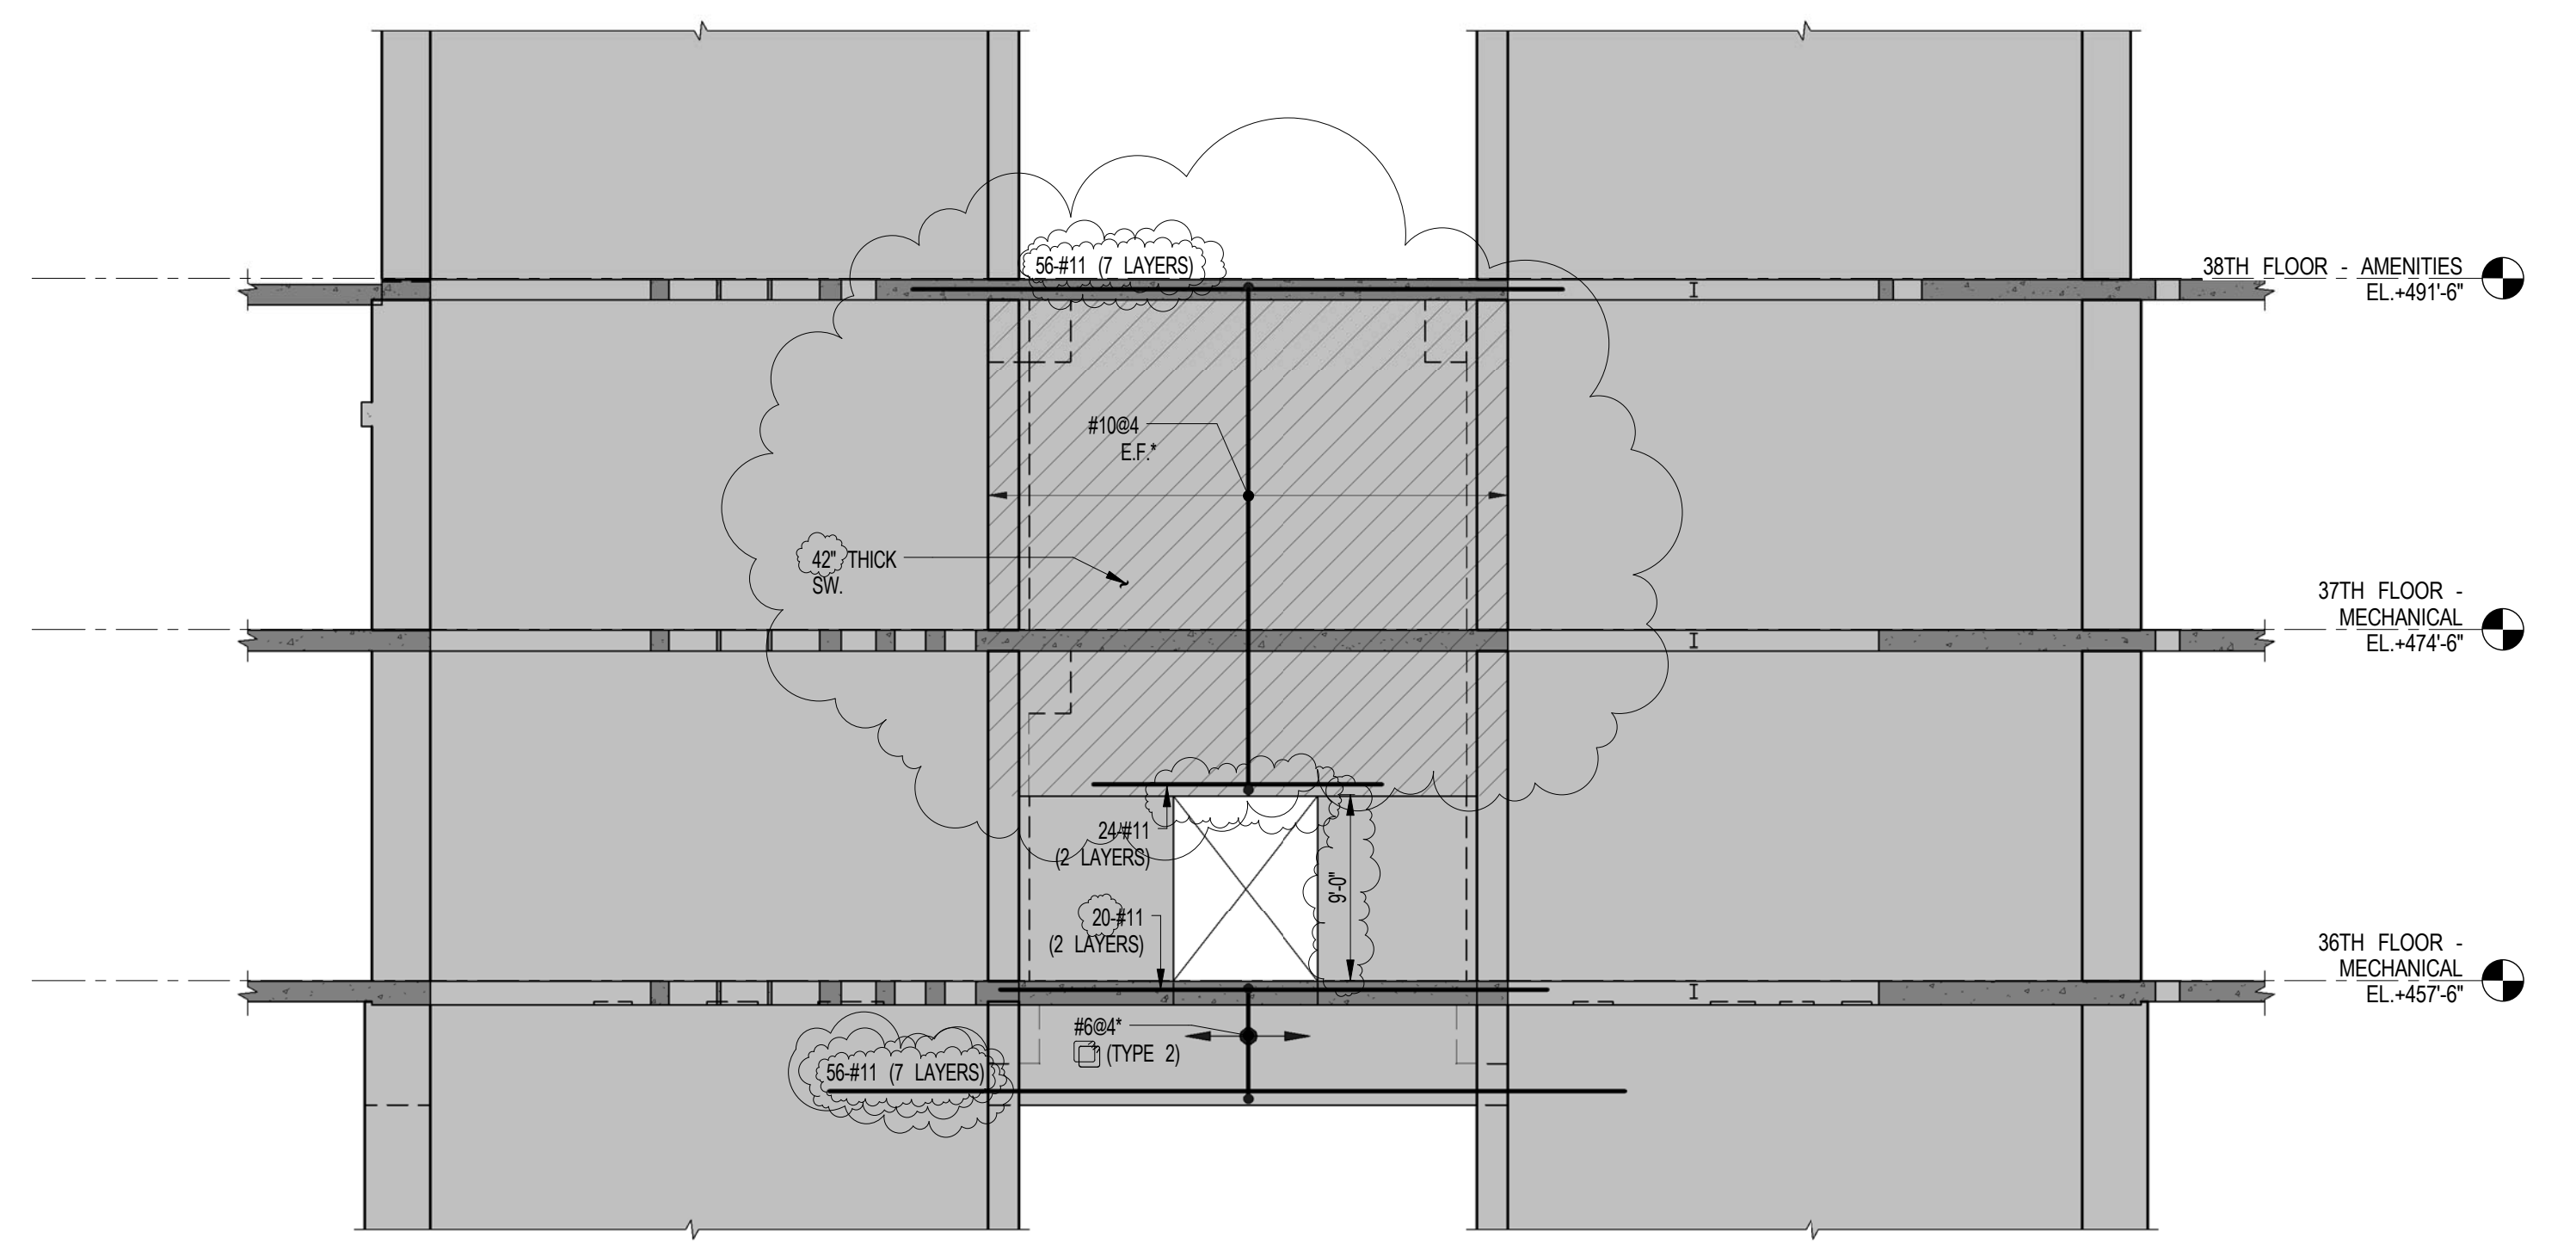 56-#11 (7 LAYERS)
38TH FLOOR - AMENITIES
EL.+491'-6"
#10@4
E.F.*
42" THICK
SW.
37TH FLOOR -
MECHANICAL
EL.+474'-6"
24-#11
(2 LAYERS)
9'-0"
20-#11
(2 LAYERS)
36TH FLOOR -
MECHANICAL
EL.+457'-6"
#6@4*
(TYPE 2)
56-#11 (7 LAYERS)